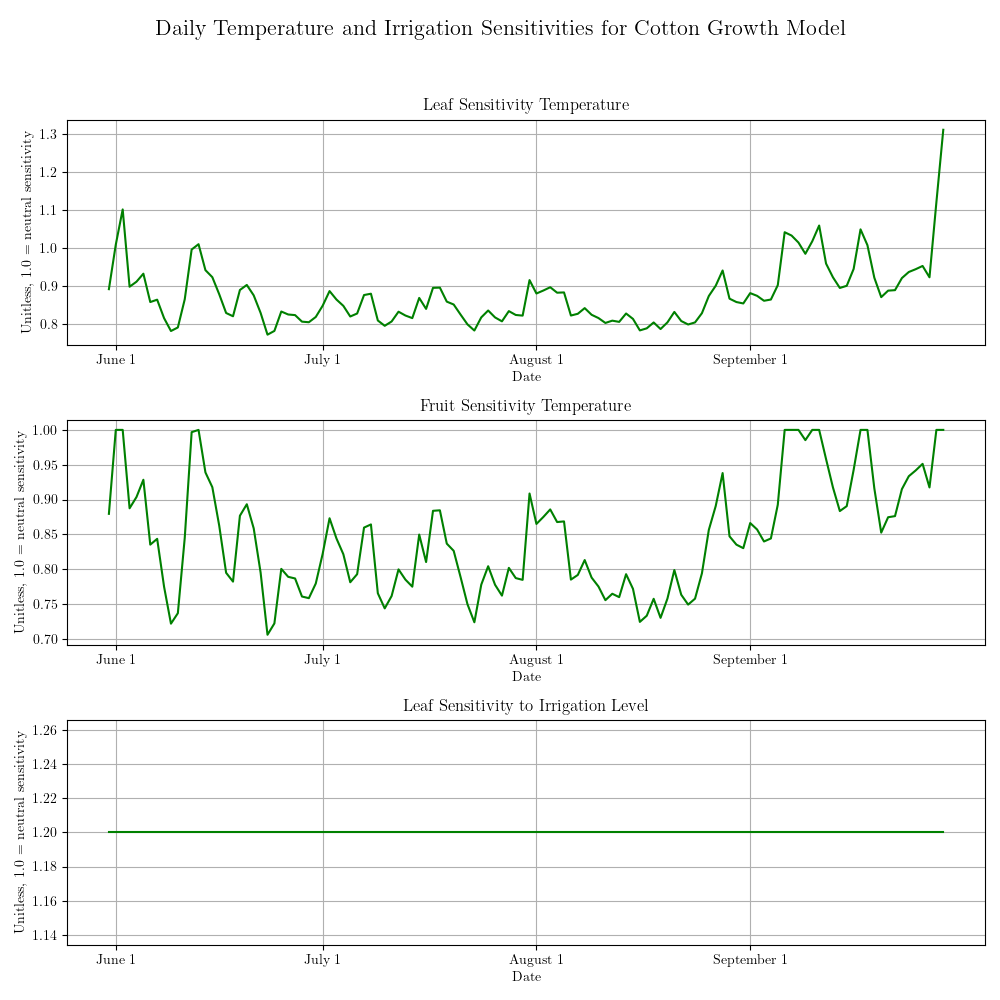 Daily Temperature and Irrigation Sensitivities for Cotton Growth Model
Leaf Sensitivity Temperature
Unitless, 1.0 = neutral sensitivity
1.3
1.2
1.1
1.0
0.9
0.8
June 1 July 1 August 1 September 1
Date
Fruit Sensitivity Temperature
Unitless, 1.0 = neutral sensitivity
1.00
0.95
0.90
0.85
0.80
0.75
0.70
June 1 July 1 August 1 September 1
Date
Leaf Sensitivity to Irrigation Level
Unitless, 1.0 = neutral sensitivity
1.26
1.24
1.22
1.20
1.18
1.16
1.14
June 1 July 1 August 1 September 1
Date